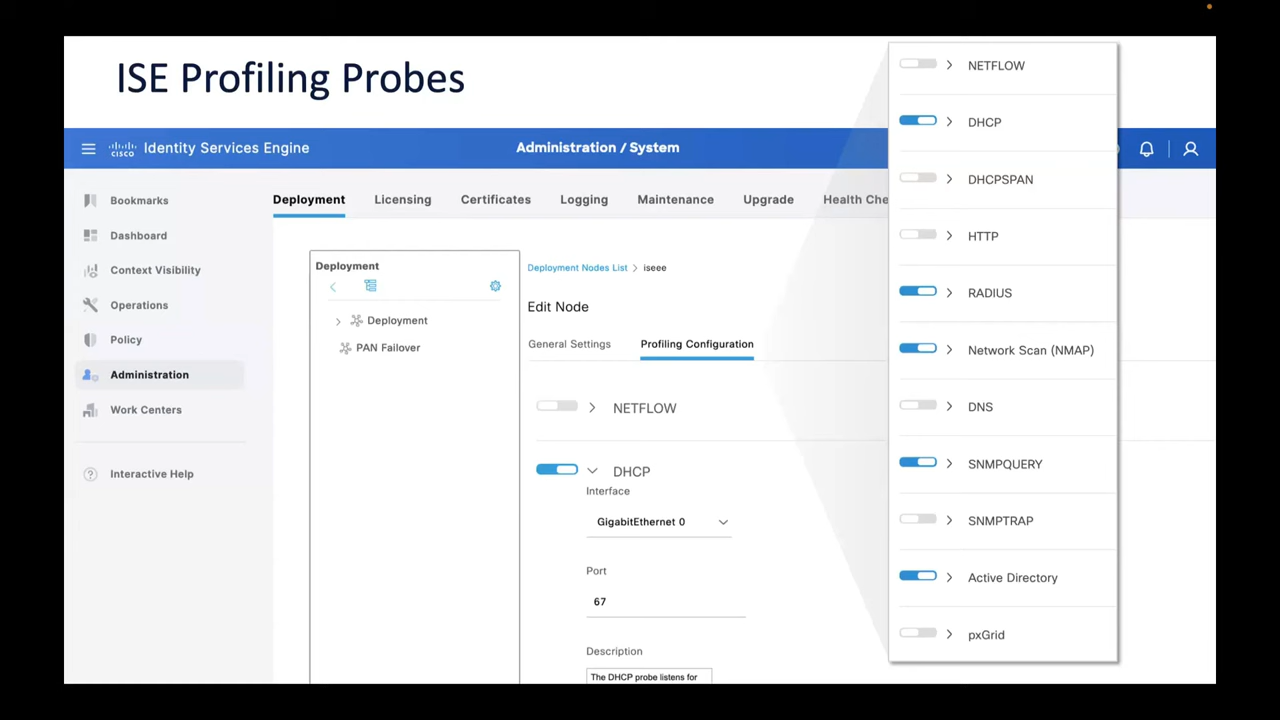 ISE Profiling Probes
CISCO
Identity Services Engine
Administration / System
Bookmarks
Dashboard
Context Visibility
Operations
Policy
Administration
Work Centers
Interactive Help
Deployment
Licensing
Certificates
Logging
Maintenance
Upgrade
Health Che
Deployment
Deployment
PAN Failover
Deployment Nodes List > iseee
Edit Node
General Settings
Profiling Configuration
NETFLOW
DHCP
Interface
GigabitEthernet 0
Port
67
Description
The DHCP probe listens for
NETFLOW
DHCP
DHCPSPAN
HTTP
RADIUS
Network Scan (NMAP)
DNS
SNMPQUERY
SNMPTRAP
Active Directory
pxGrid